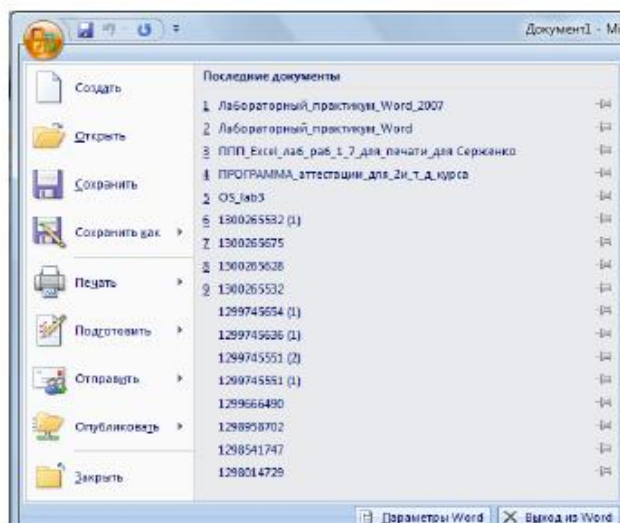 Документ1 - Mi
Создать
Открыть
Сохранить
Сохранить как
Печать
Подготовить
Отправить
Опубликовать
Закрыть
Последние документы
1 Лабораторный_практикум_Word_2007
2 Лабораторный_практикум_Word
3 ППП_Excel_лаб_раб_1_7_для_печати_для Серженко
4 ПРОГРАММА_аттестации_для_2и_т_д_курса
5 OS_lab3
6 1300265532 (1)
7 1300265675
8 1300265628
9 1300265532
1299745654 (1)
1299745636 (1)
1299745551 (2)
1299745551 (1)
1299666490
1298958702
1298541747
1298014729
Параметры Word
Выход из Word